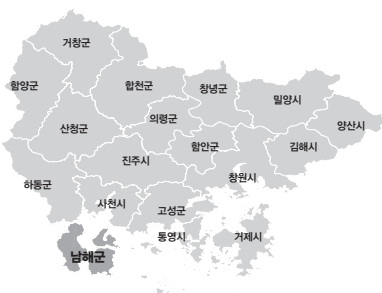 거창군
함양군
합천군
창녕군
밀양시
의령군
양산시
산청군
함안군
김해시
진주시
창원시
하동군
사천시
고성군
통영시
거제시
남해군